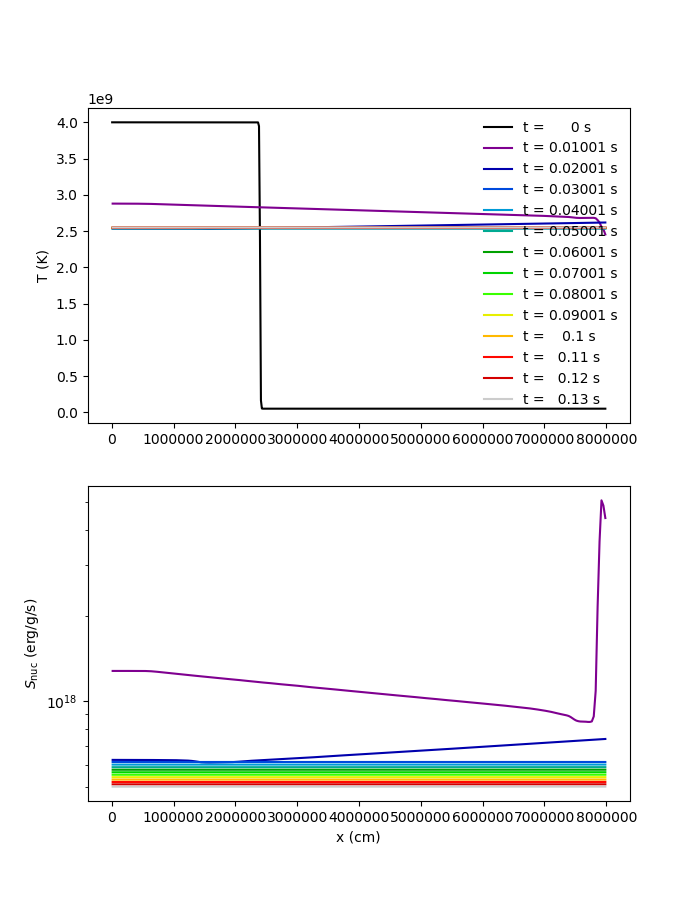 1e9
4.0
3.5
3.0
2.5
2.0
1.5
1.0
0.5
0.0
T (K)
t = 0 s
t = 0.01001 s
t = 0.02001 s
t = 0.03001 s
t = 0.04001 s
t = 0.05001 s
t = 0.06001 s
t = 0.07001 s
t = 0.08001 s
t = 0.09001 s
t = 0.1 s
t = 0.11 s
t = 0.12 s
t = 0.13 s
0 1000000 2000000 3000000 4000000 5000000 6000000 7000000 8000000
S_nuc (erg/g/s)
10^18
0 1000000 2000000 3000000 4000000 5000000 6000000 7000000 8000000
x (cm)